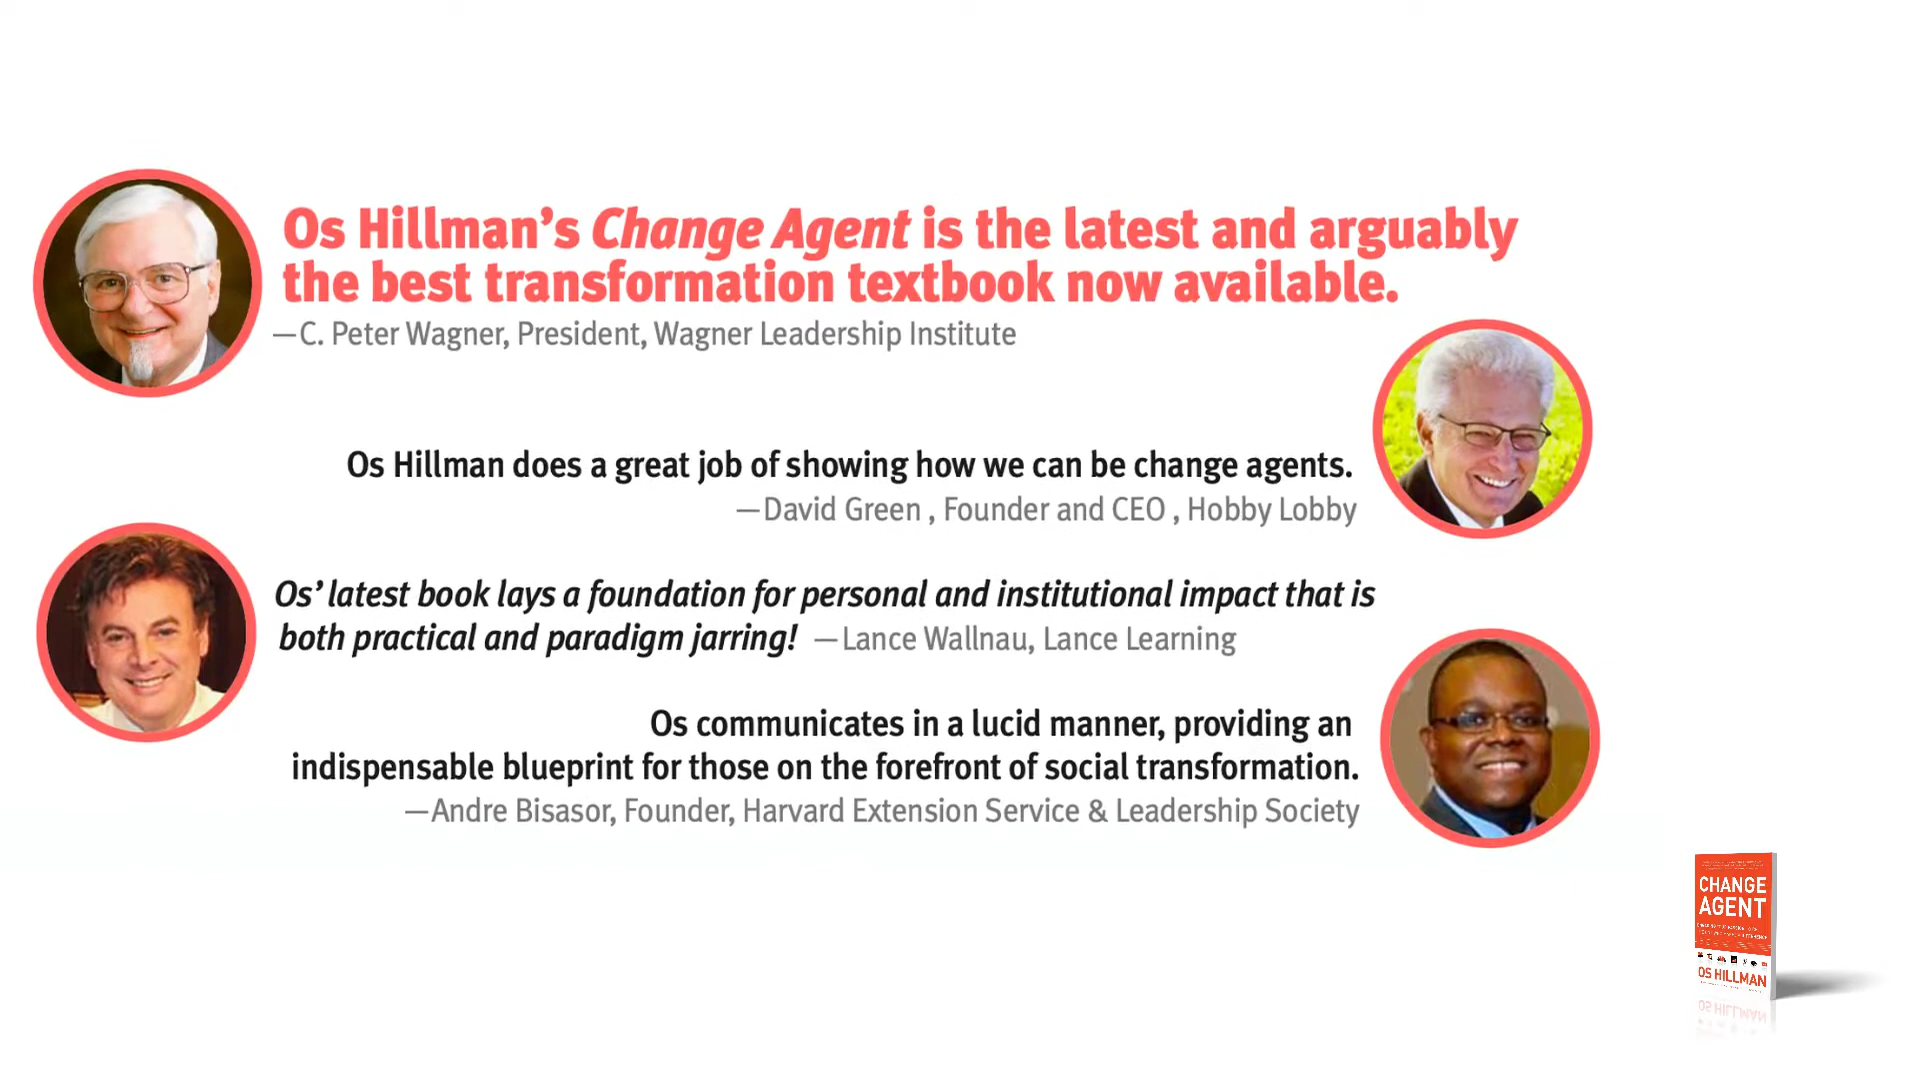 Os Hillman’s Change Agent is the latest and arguably
the best transformation textbook now available.
—C. Peter Wagner, President, Wagner Leadership Institute
Os Hillman does a great job of showing how we can be change agents.
—David Green , Founder and CEO , Hobby Lobby
Os’ latest book lays a foundation for personal and institutional impact that is
both practical and paradigm jarring! —Lance Wallnau, Lance Learning
Os communicates in a lucid manner, providing an
indispensable blueprint for those on the forefront of social transformation.
—Andre Bisasor, Founder, Harvard Extension Service & Leadership Society
CHANGE
AGENT
OS HILLMAN